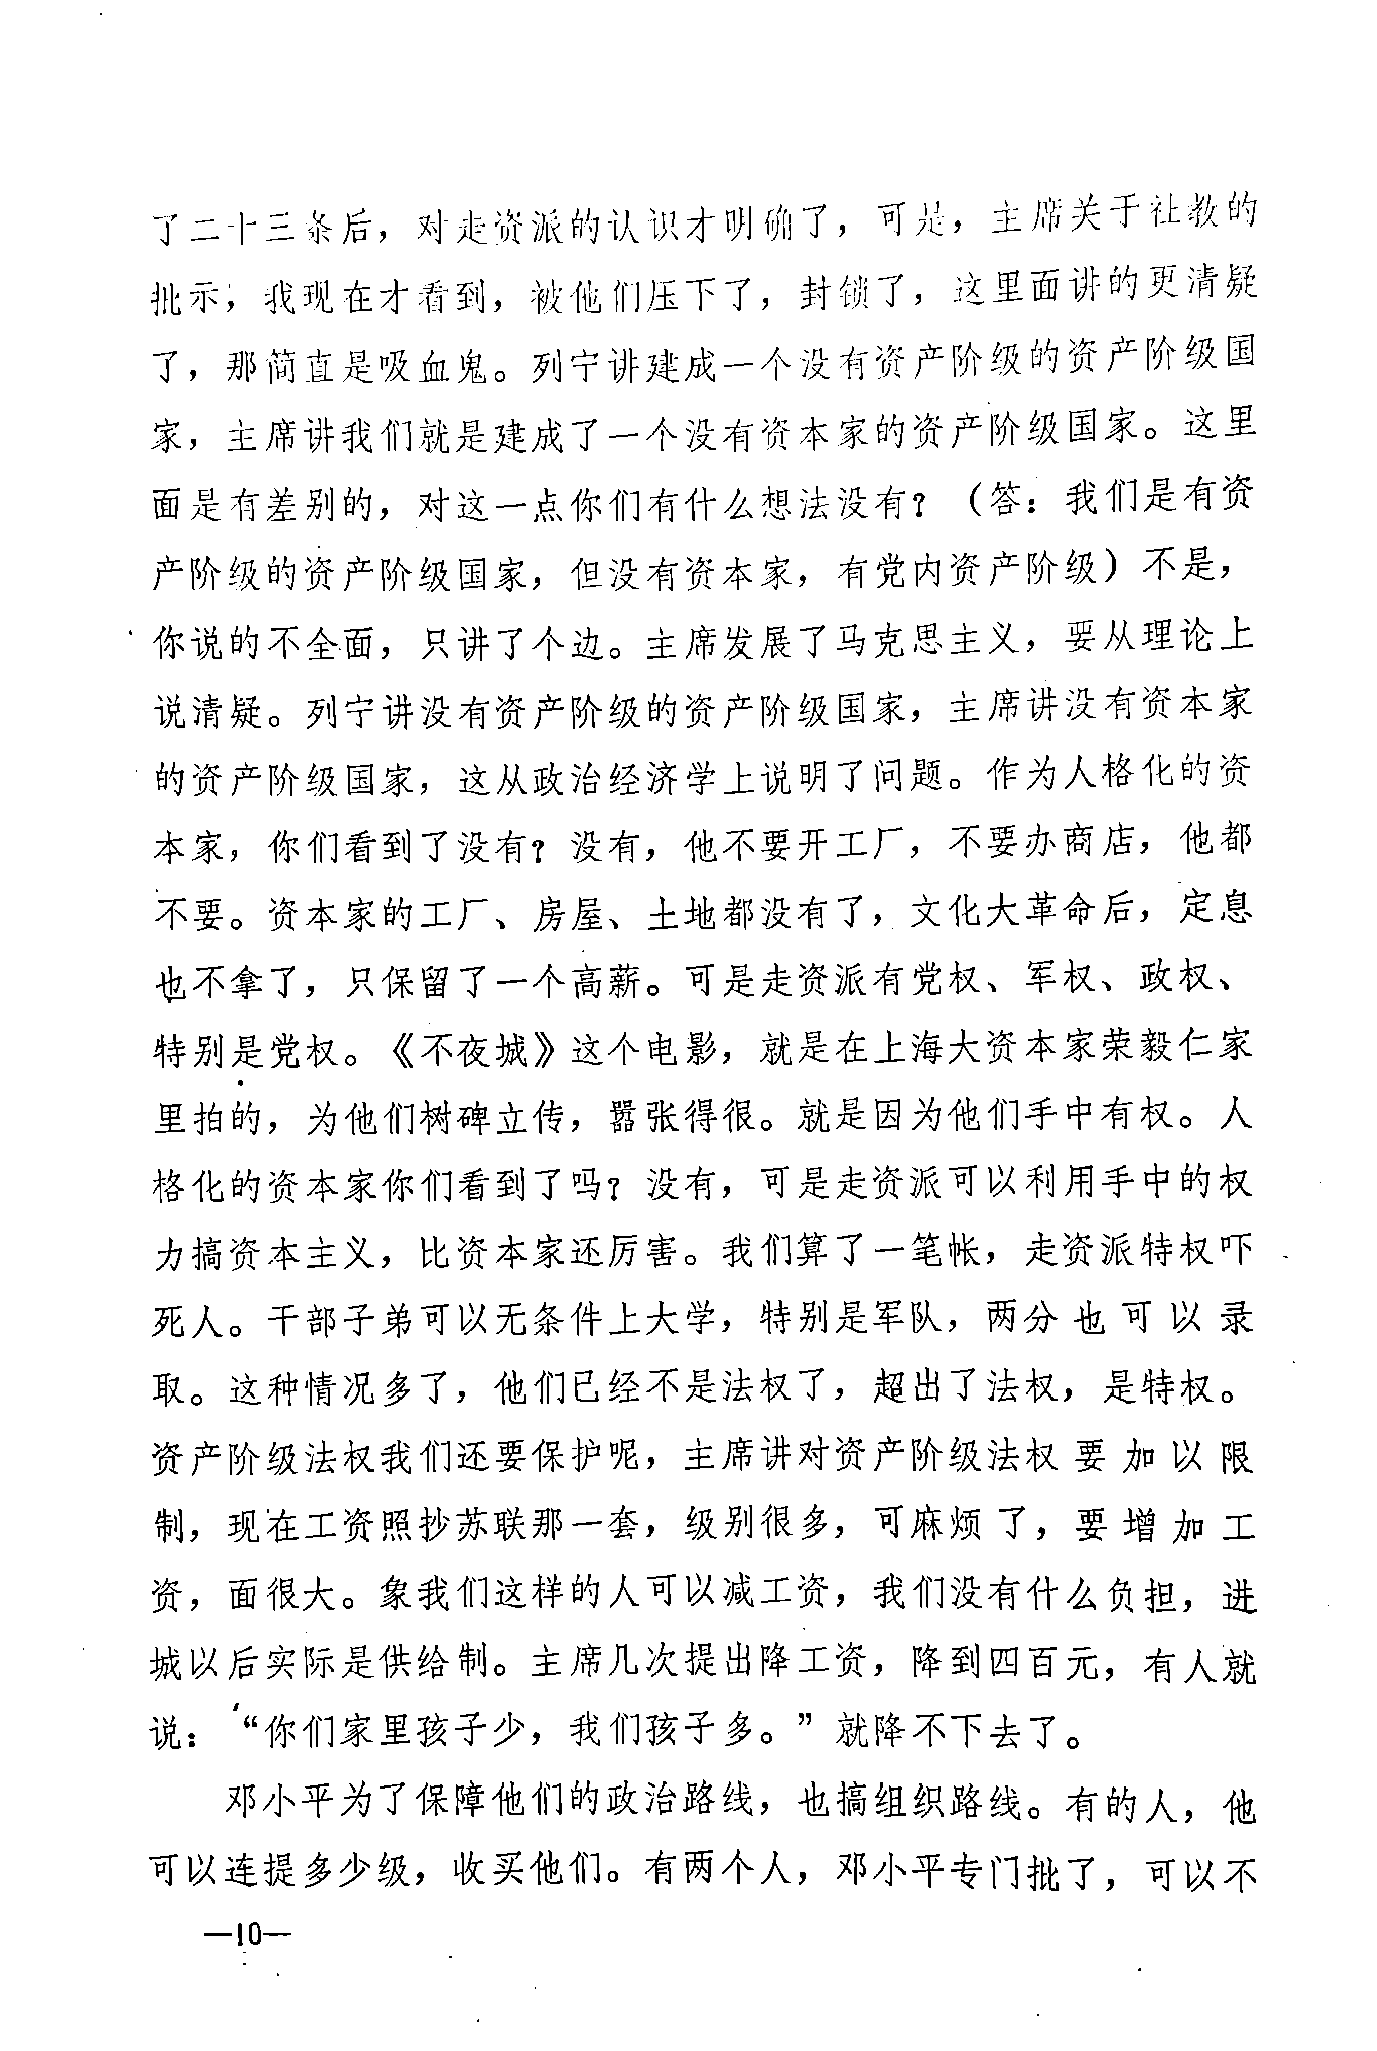 了二十三条后，对走资派的认识才明确了，可是，主席关于社教的
批示，我现在才看到，被他们压下了，封锁了，这里面讲的更清疑
了，那简直是吸血鬼。列宁讲建成一个没有资产阶级的资产阶级国
家，主席讲我们就是建成了一个没有资本家的资产阶级国家。这里
面是有差别的，对这一点你们有什么想法没有？（答：我们是有资
产阶级的资产阶级国家，但没有资本家，有党内资产阶级）不是，
你说的不全面，只讲了个边。主席发展了马克思主义，要从理论上
说清疑。列宁讲没有资产阶级的资产阶级国家，主席讲没有资本家
的资产阶级国家，这从政治经济学上说明了问题。作为人格化的资
本家，你们看到了没有？没有，他不要开工厂，不要办商店，他都
不要。资本家的工厂、房屋、土地都没有了，文化大革命后，定息
也不拿了，只保留了一个高薪。可是走资派有党权、军权、政权、
特别是党权。《不夜城》这个电影，就是在上海大资本家荣毅仁家
里拍的，为他们树碑立传，嚣张得很。就是因为他们手中有权。人
格化的资本家你们看到了吗？没有，可是走资派可以利用手中的权
力搞资本主义，比资本家还厉害。我们算了一笔帐，走资派特权吓
死人。干部子弟可以无条件上大学，特别是军队，两分也可以录
取。这种情况多了，他们已经不是法权了，超出了法权，是特权。
资产阶级法权我们还要保护呢，主席讲对资产阶级法权要加以限
制，现在工资照抄苏联那一套，级别很多，可麻烦了，要增加工
资，面很大。象我们这样的人可以减工资，我们没有什么负担，进
城以后实际是供给制。主席几次提出降工资，降到四百元，有人就
说：“你们家里孩子少，我们孩子多。”就降不下去了。
邓小平为了保障他们的政治路线，也搞组织路线。有的人，他
可以连提多少级，收买他们。有两个人，邓小平专门批了，可以不
—10—